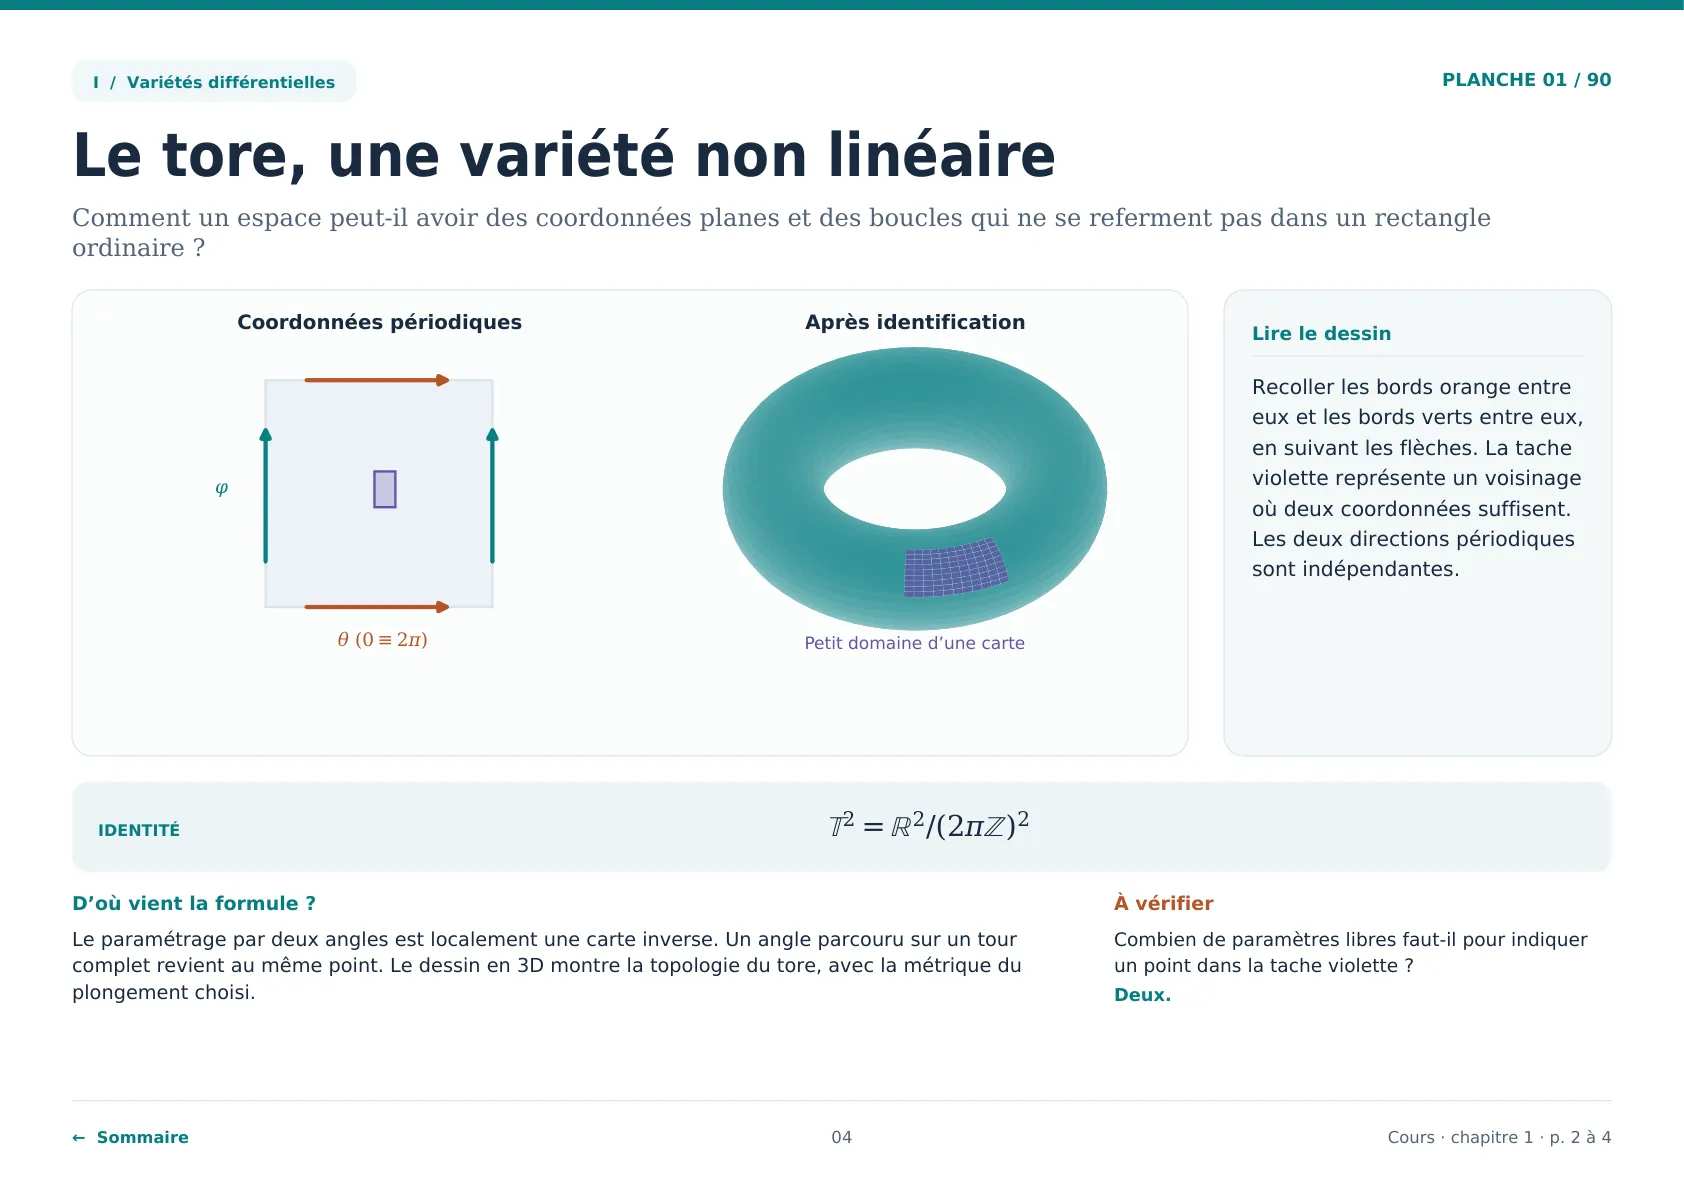 I / Variétés différentielles
PLANCHE 01 / 90
Le tore, une variété non linéaire
Comment un espace peut-il avoir des coordonnées planes et des boucles qui ne se referment pas dans un rectangle
ordinaire ?
Coordonnées périodiques
φ
θ (0 ≡ 2π)
Après identification
Petit domaine d’une carte
Lire le dessin
Recoller les bords orange entre
eux et les bords verts entre eux,
en suivant les flèches. La tache
violette représente un voisinage
où deux coordonnées suffisent.
Les deux directions périodiques
sont indépendantes.
IDENTITÉ
𝕋² = ℝ²/(2πℤ)²
D’où vient la formule ?
Le paramétrage par deux angles est localement une carte inverse. Un angle parcouru sur un tour
complet revient au même point. Le dessin en 3D montre la topologie du tore, avec la métrique du
plongement choisi.
À vérifier
Combien de paramètres libres faut-il pour indiquer
un point dans la tache violette ?
Deux.
← Sommaire
04
Cours · chapitre 1 · p. 2 à 4